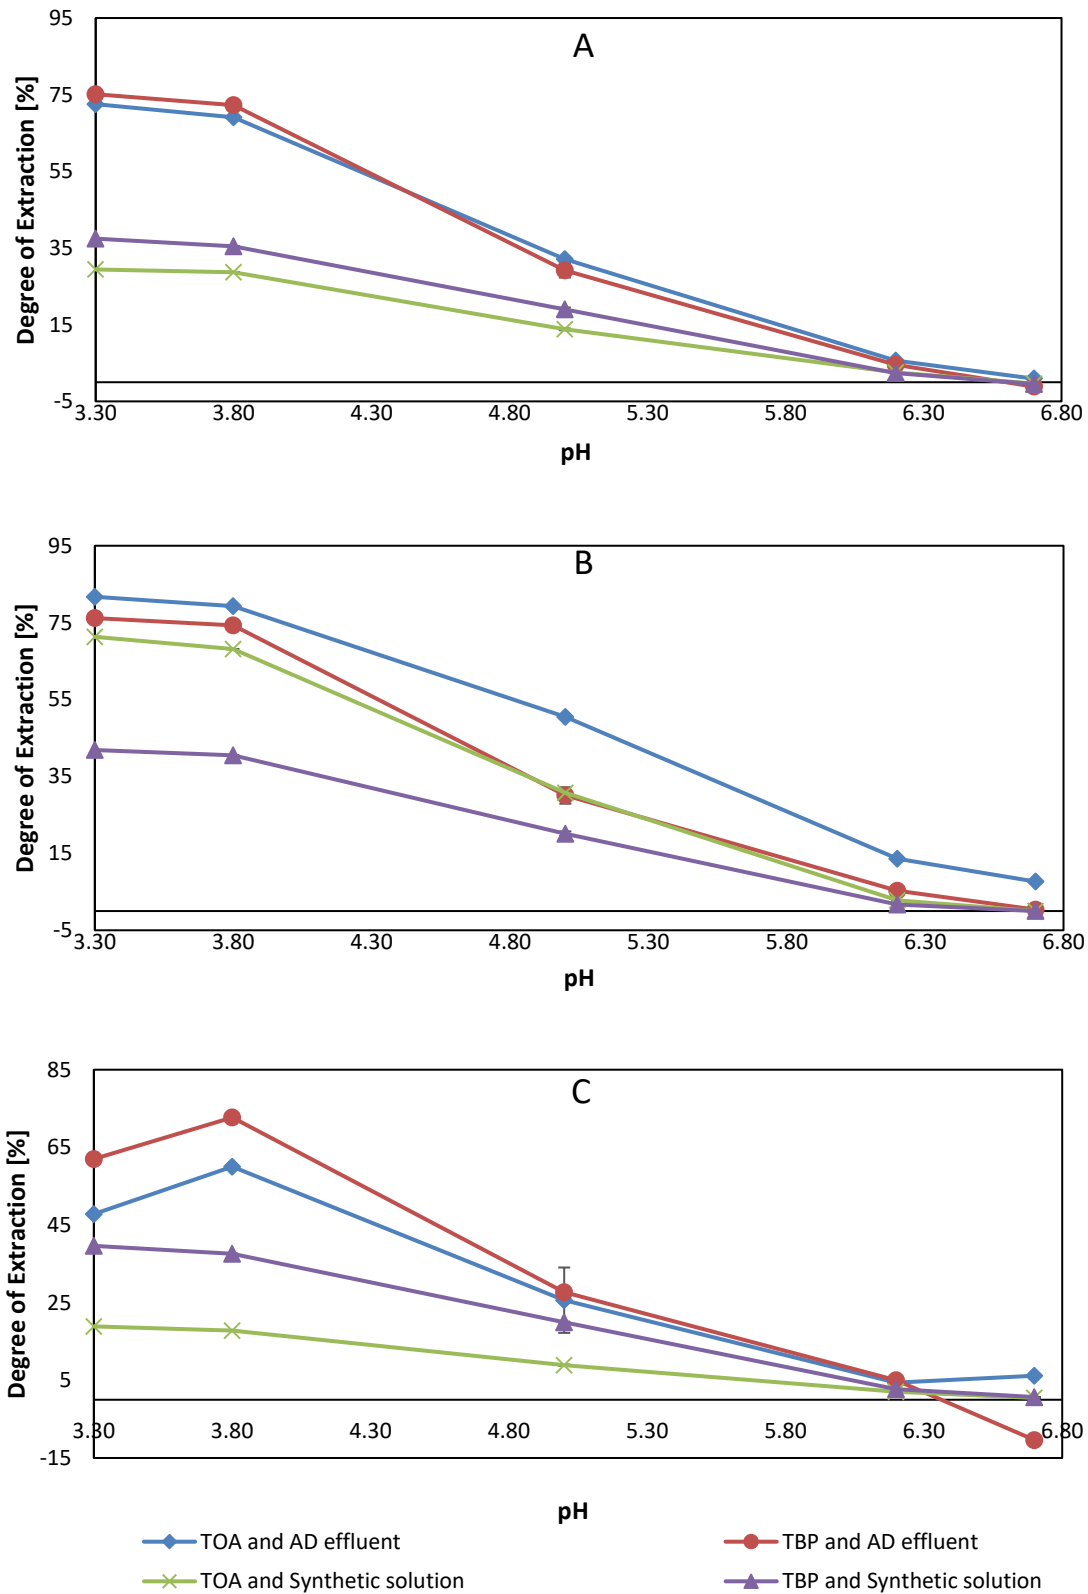 A
Degree of Extraction [%]
95
75
55
35
15
-5
3.30 3.80 4.30 4.80 5.30 5.80 6.30 6.80
pH
B
Degree of Extraction [%]
95
75
55
35
15
-5
3.30 3.80 4.30 4.80 5.30 5.80 6.30 6.80
pH
C
Degree of Extraction [%]
85
65
45
25
5
-15
3.30 3.80 4.30 4.80 5.30 5.80 6.30 6.80
pH
TOA and AD effluent TBP and AD effluent
TOA and Synthetic solution TBP and Synthetic solution